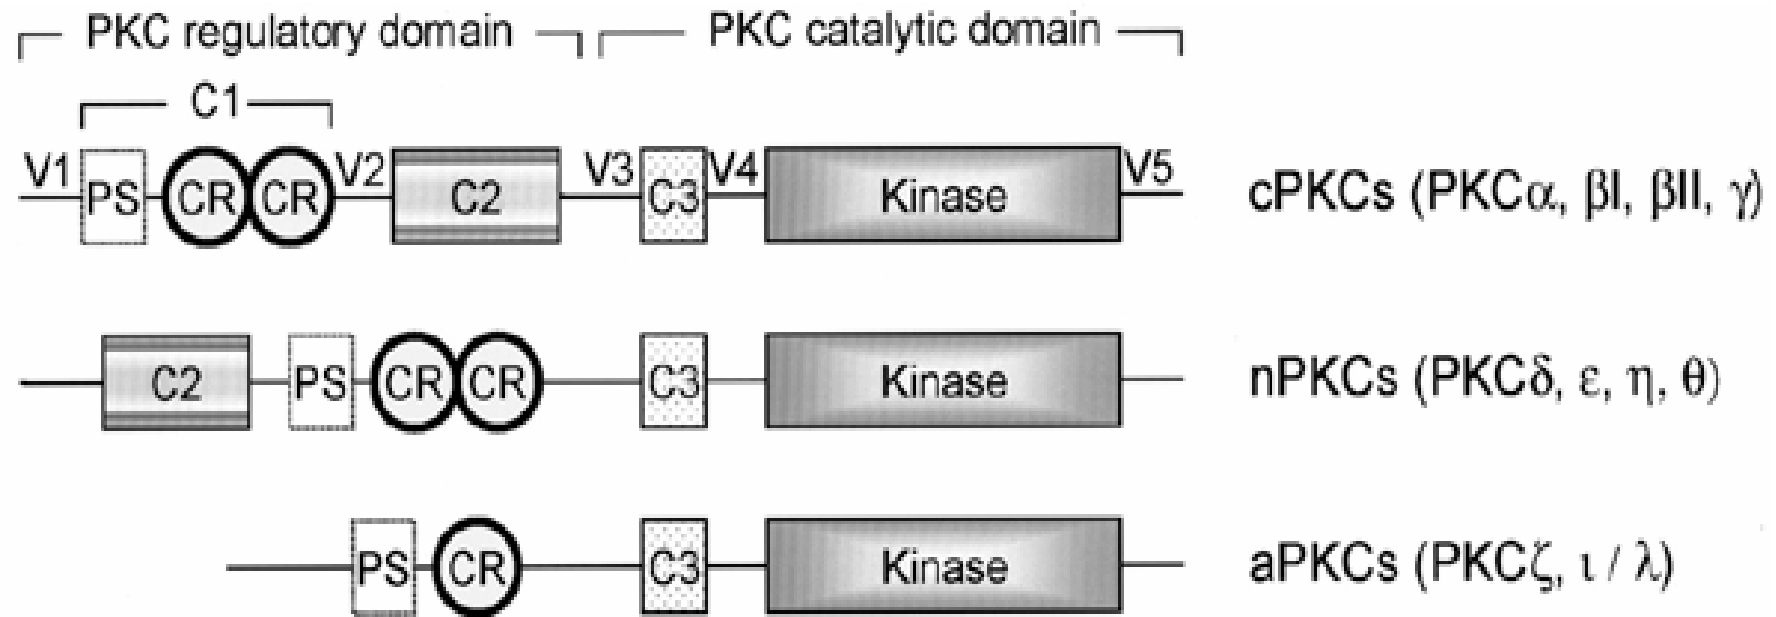 PKC regulatory domain PKC catalytic domain
C1
V1 PS CR CR V2 C2 V3 C3 V4 Kinase V5 cPKCs (PKCα, βI, βII, γ)
C2 PS CR CR C3 Kinase nPKCs (PKCδ, ε, η, θ)
PS CR C3 Kinase aPKCs (PKCζ, ι / λ)